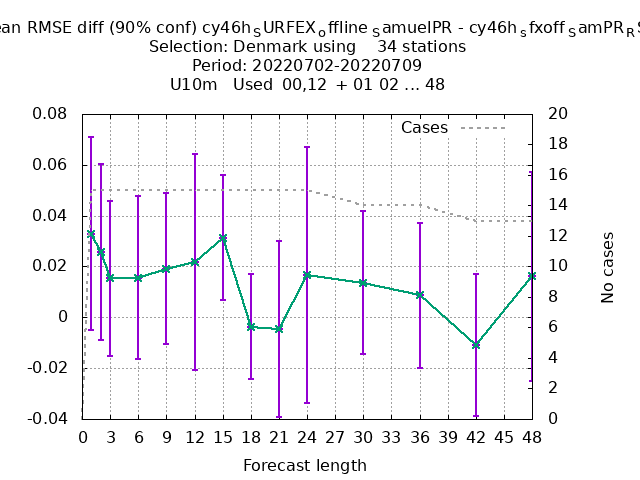 ean RMSE diff (90% conf) cy46h_SURFEX_offline_SamuelPR - cy46h_sfxoff_SamPR_RS
Selection: Denmark using 34 stations
Period: 20220702-20220709
U10m Used 00,12 + 01 02 ... 48
Cases
0.08
0.06
0.04
0.02
0
-0.02
-0.04
20
18
16
14
12
10
8
6
4
2
0
No cases
0 3 6 9 12 15 18 21 24 27 30 33 36 39 42 45 48
Forecast length